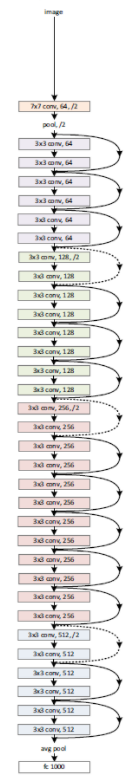 image
7x7 conv, 64, /2
pool, /2
3x3 conv, 64
3x3 conv, 64
3x3 conv, 64
3x3 conv, 64
3x3 conv, 64
3x3 conv, 64
3x3 conv, 128, /2
3x3 conv, 128
3x3 conv, 128
3x3 conv, 128
3x3 conv, 128
3x3 conv, 128
3x3 conv, 128
3x3 conv, 128
3x3 conv, 256, /2
3x3 conv, 256
3x3 conv, 256
3x3 conv, 256
3x3 conv, 256
3x3 conv, 256
3x3 conv, 256
3x3 conv, 256
3x3 conv, 256
3x3 conv, 256
3x3 conv, 256
3x3 conv, 256
3x3 conv, 512, /2
3x3 conv, 512
3x3 conv, 512
3x3 conv, 512
3x3 conv, 512
3x3 conv, 512
avg pool
fc 1000